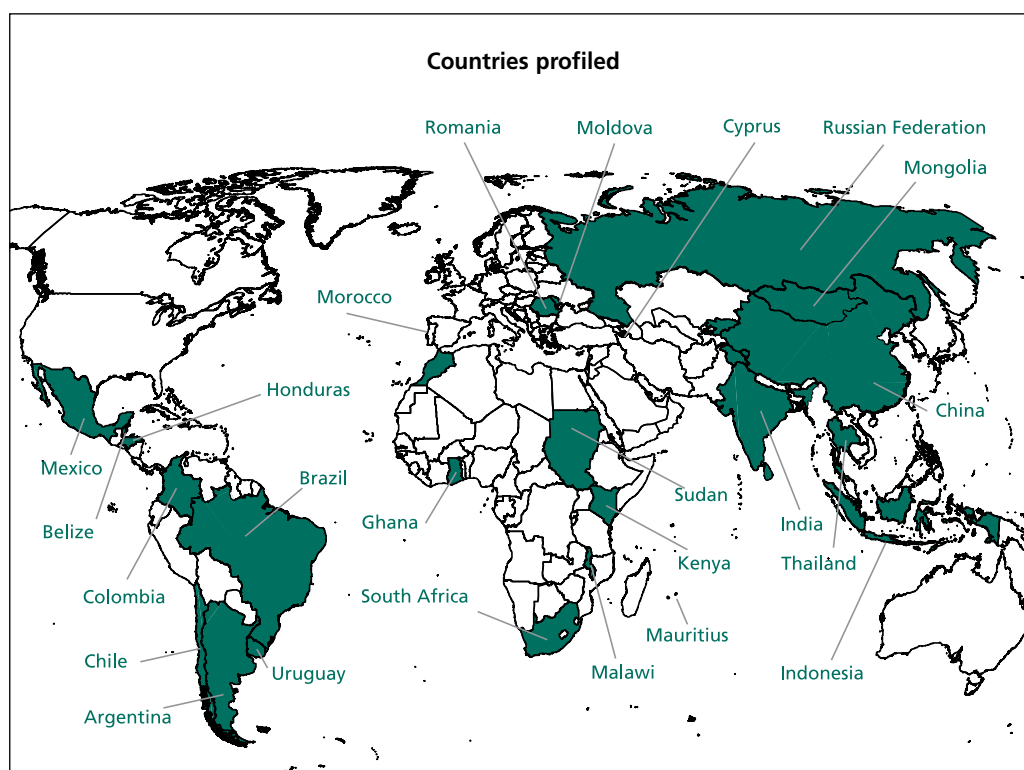 Countries profiled
Romania
Moldova
Cyprus
Russian Federation
Mongolia
Morocco
Honduras
China
Mexico
Brazil
Sudan
Ghana
India
Belize
Kenya
Thailand
Colombia
South Africa
Mauritius
Chile
Uruguay
Malawi
Indonesia
Argentina